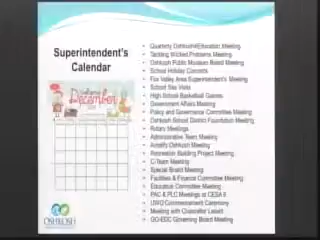 Superintendent's
Calendar
December
OSHKOSH
Quarterly Oshkosh4Education Meeting
Tackling Wicked Problems Meeting
Oshkosh Public Museum Board Meeting
School Holiday Concerts
Fox Valley Area Superintendent's Meeting
School Site Visits
High School Basketball Games
Government Affairs Meeting
Policy and Governance Committee Meeting
Oshkosh School District Foundation Meeting
Rotary Meetings
Administrative Team Meeting
Amplify Oshkosh Meeting
Recreation Building Project Meeting
C-Team Meeting
Special Board Meeting
Facilities & Finance Committee Meeting
Education Committee Meeting
PAC & PLC Meetings at CESA 6
UWO Commencement Ceremony
Meeting with Chancellor Leavitt
GO-EDC Governing Board Meeting